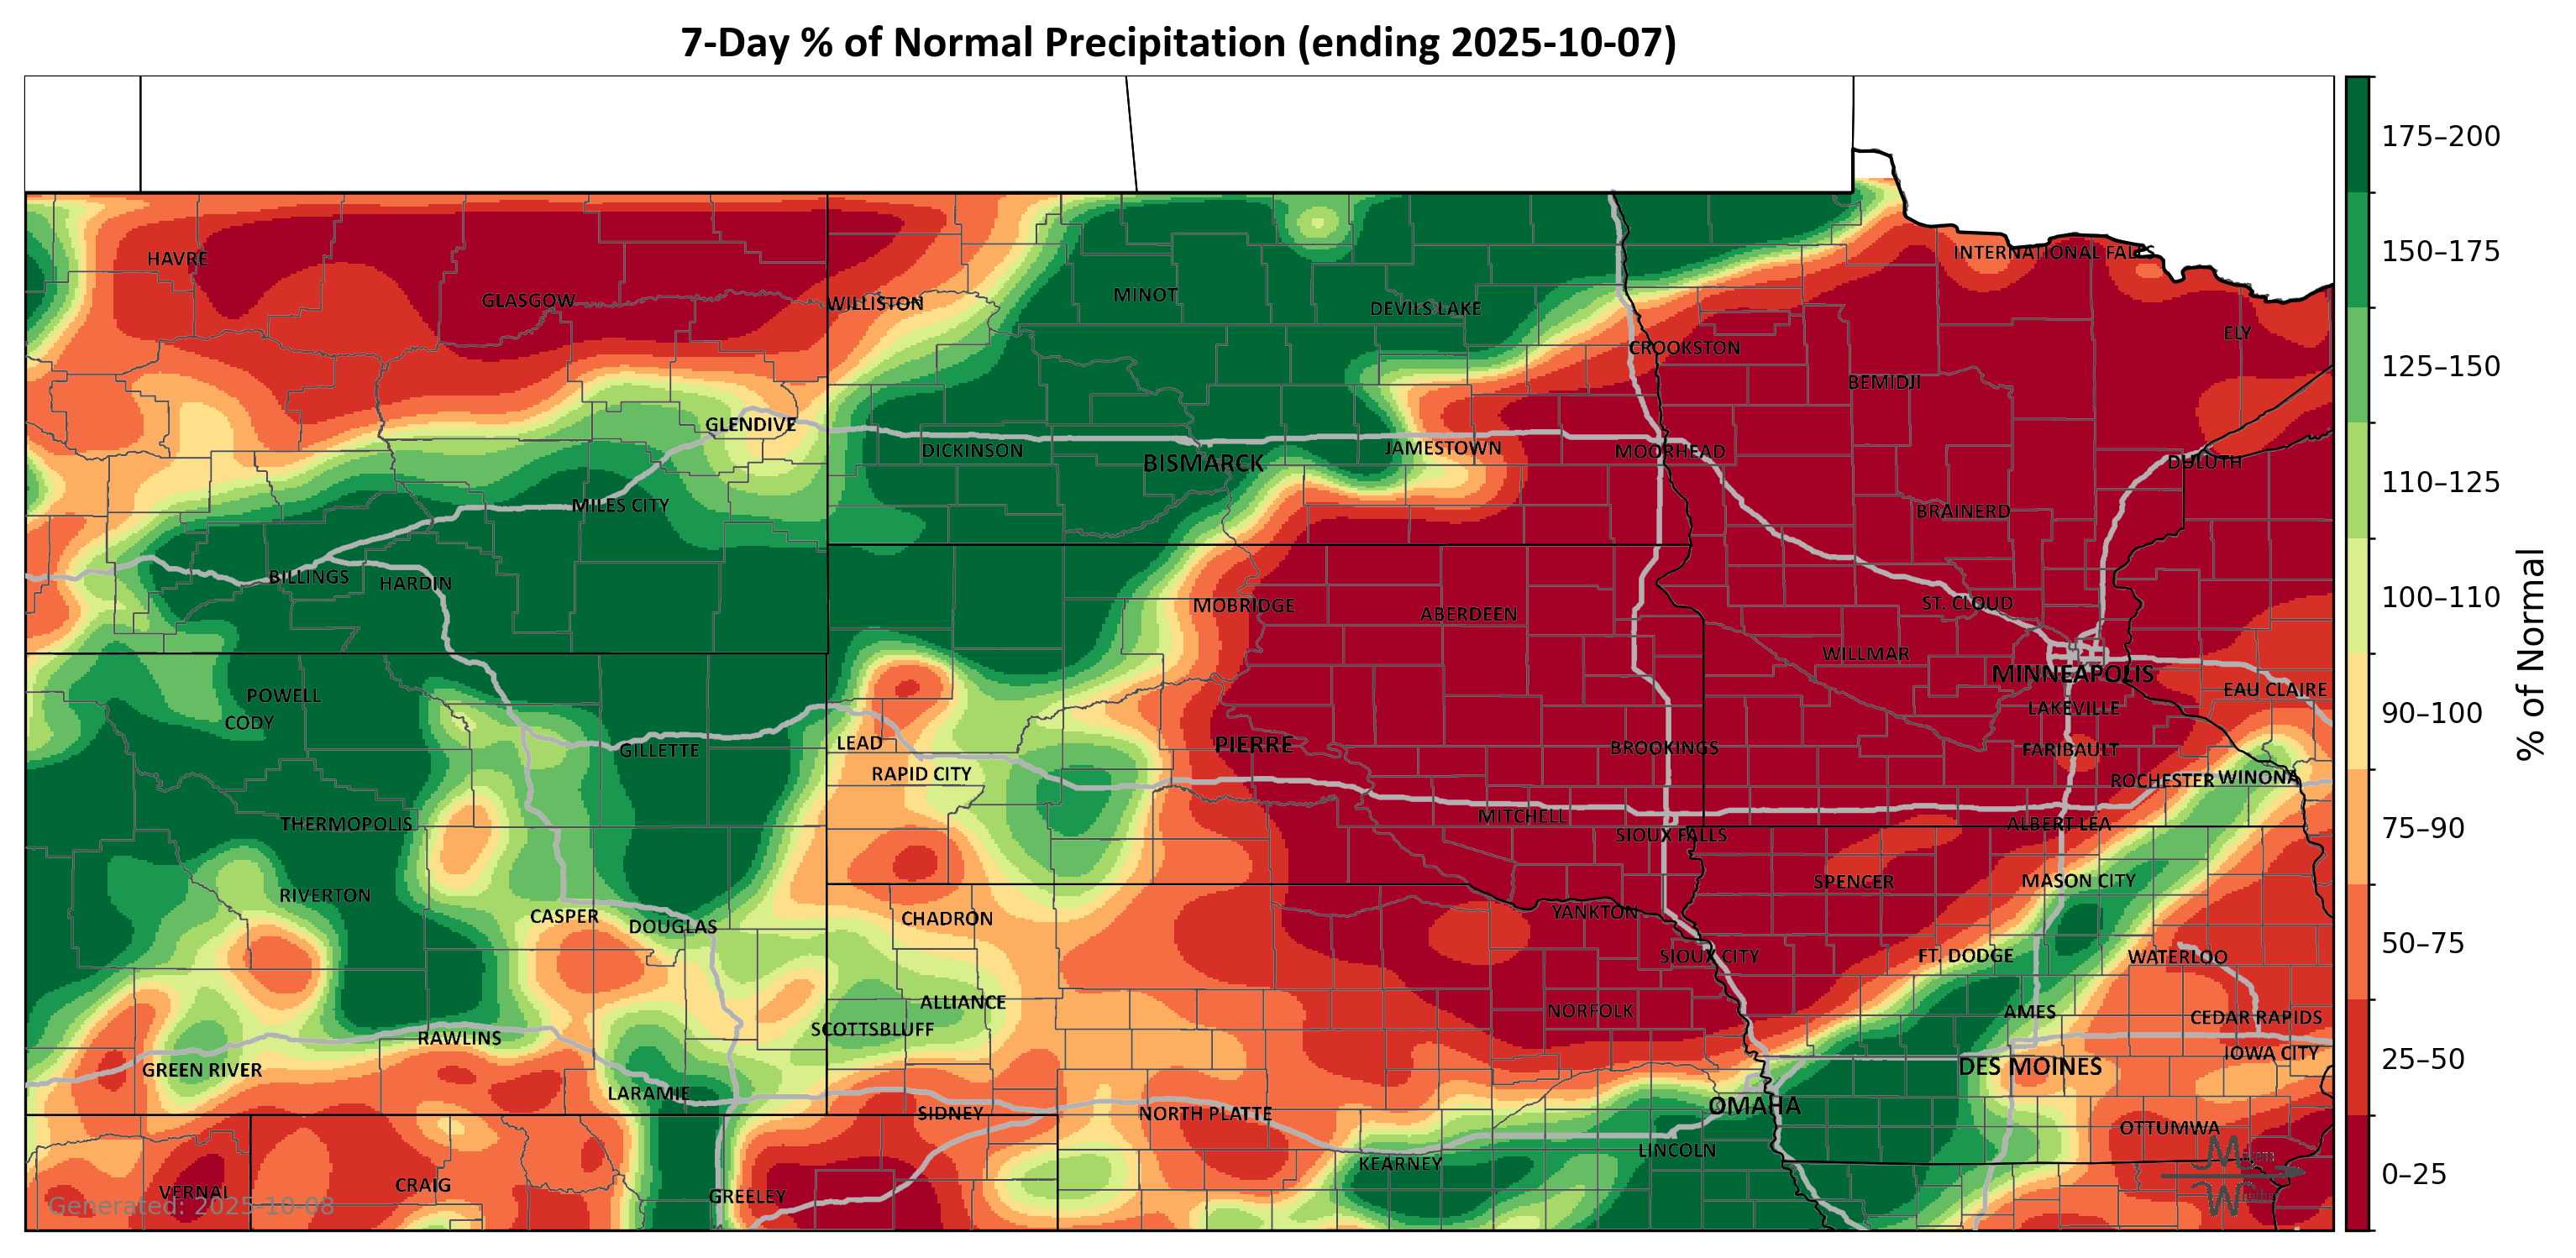 7-Day % of Normal Precipitation (ending 2025-10-07)
175–200
150–175
125–150
110–125
100–110
90–100
75–90
50–75
25–50
0–25
% of Normal
HAVRE
GLASGOW
WILLISTON
MINOT
DEVILS LAKE
INTERNATIONAL FALLS
ELY
CROOKSTON
BEMIDJI
GLENDIVE
DICKINSON
BISMARCK
JAMESTOWN
MOORHEAD
DULUTH
MILES CITY
BRAINERD
BILLINGS
HARDIN
MOBRIDGE
ABERDEEN
ST. CLOUD
WILLMAR
MINNEAPOLIS
EAU CLAIRE
POWELL
CODY
LAKEVILLE
GILLETTE
LEAD
PIERRE
BROOKINGS
FARIBAULT
RAPID CITY
ROCHESTER
WINONA
THERMOPOLIS
MITCHELL
SIOUX FALLS
ALBERT LEA
RIVERTON
SPENCER
MASON CITY
CASPER
DOUGLAS
CHADRON
YANKTON
SIOUX CITY
FT. DODGE
WATERLOO
ALLIANCE
NORFOLK
AMES
CEDAR RAPIDS
SCOTTSBLUFF
RAWLINS
GREEN RIVER
DES MOINES
IOWA CITY
LARAMIE
SIDNEY
NORTH PLATTE
OMAHA
OTTUMWA
LINCOLN
KEARNEY
VERNAL
CRAIG
GREELEY
Generated: 2025-10-08